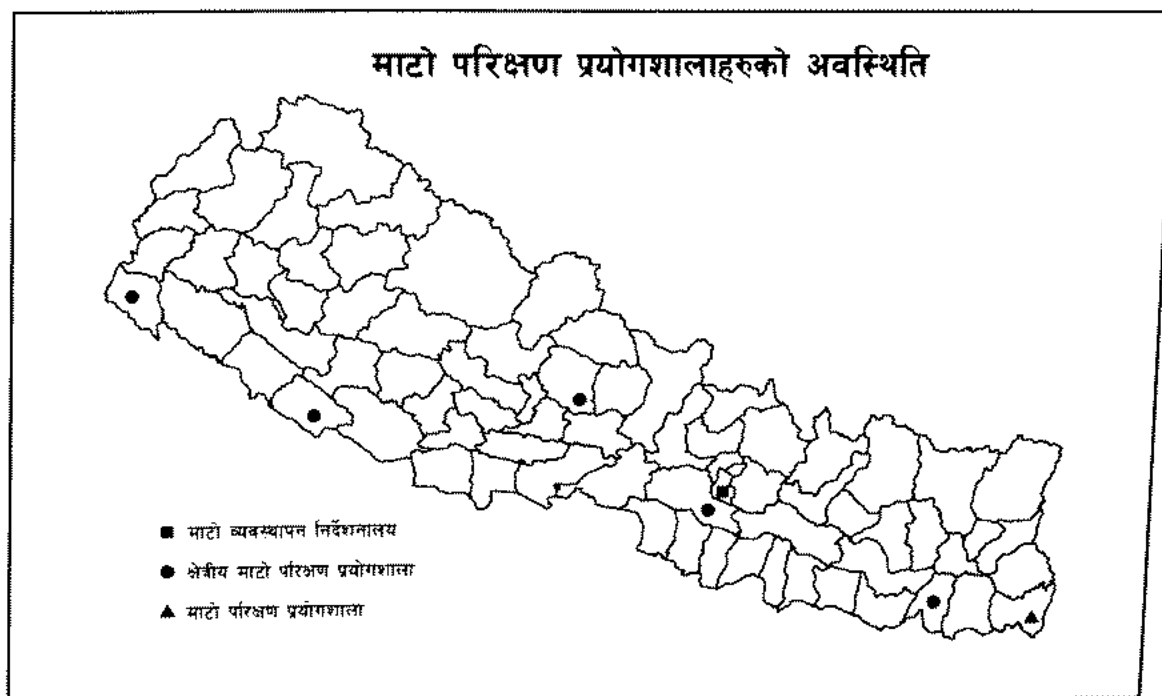 माटो परिक्षण प्रयोगशालाहरुको अवस्थिति
माटो व्यवस्थापन निर्देशनालय
क्षेत्रीय माटो परिक्षण प्रयोगशाला
माटो परिक्षण प्रयोगशाला